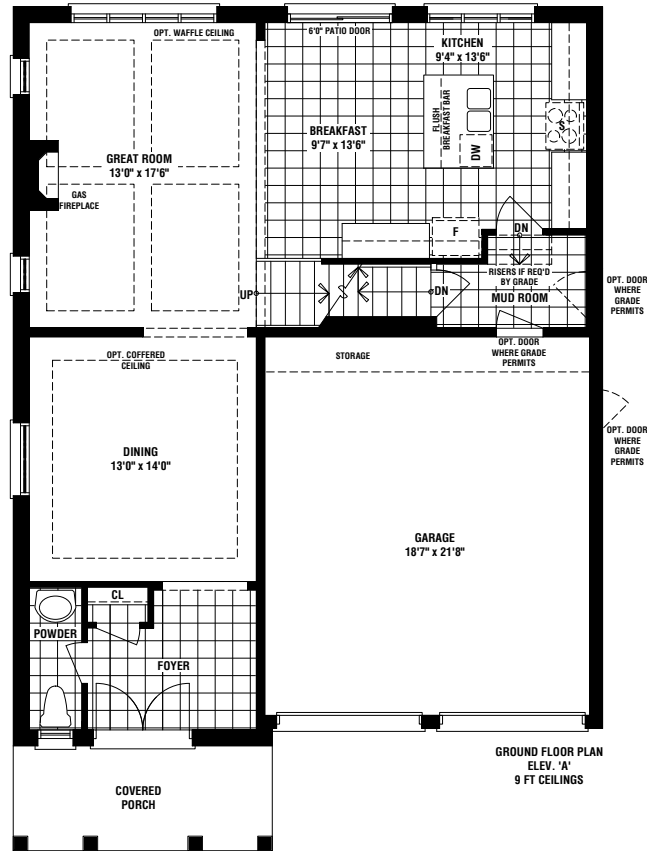 OPT. WAFFLE CEILING
6'0" PATIO DOOR
KITCHEN
9'4" x 13'6"
FLUSH
BREAKFAST BAR
DW
S
BREAKFAST
9'7" x 13'6"
GREAT ROOM
13'0" x 17'6"
GAS
FIREPLACE
F
DN
RISERS IF REQ'D
BY GRADE
MUD ROOM
UP
DN
OPT. DOOR
WHERE
GRADE
PERMITS
OPT. COFFERED
CEILING
STORAGE
OPT. DOOR
WHERE GRADE
PERMITS
OPT. DOOR
WHERE
GRADE
PERMITS
DINING
13'0" x 14'0"
GARAGE
18'7" x 21'8"
CL
POWDER
FOYER
GROUND FLOOR PLAN
ELEV. 'A'
9 FT CEILINGS
COVERED
PORCH